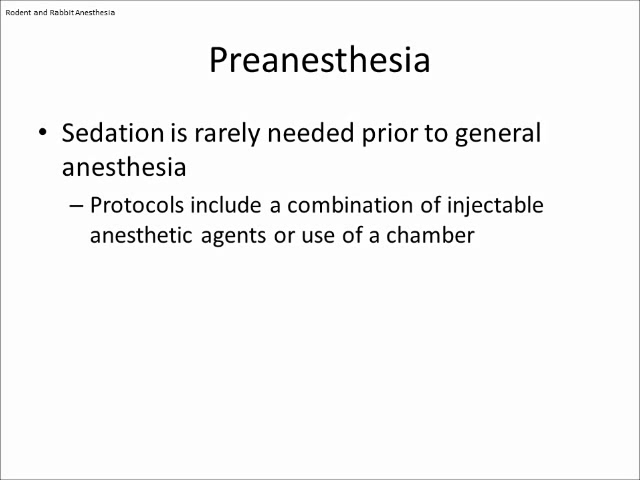 Rodent and Rabbit Anesthesia
Preanesthesia
• Sedation is rarely needed prior to general
anesthesia
– Protocols include a combination of injectable
anesthetic agents or use of a chamber